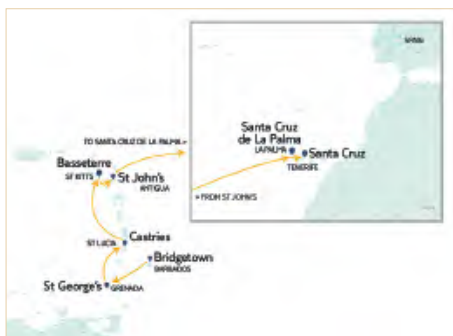 SPAIN
TO SANTA CRUZ DE LA PALMA >
Basseterre
ST KITTS
St John's
ANTIGUA
Santa Cruz
de La Palma
LA PALMA
Santa Cruz
TENERIFE
> FROM ST JOHN'S
ST LUCIA
Castries
Bridgetown
BARBADOS
St George's
GRENADA